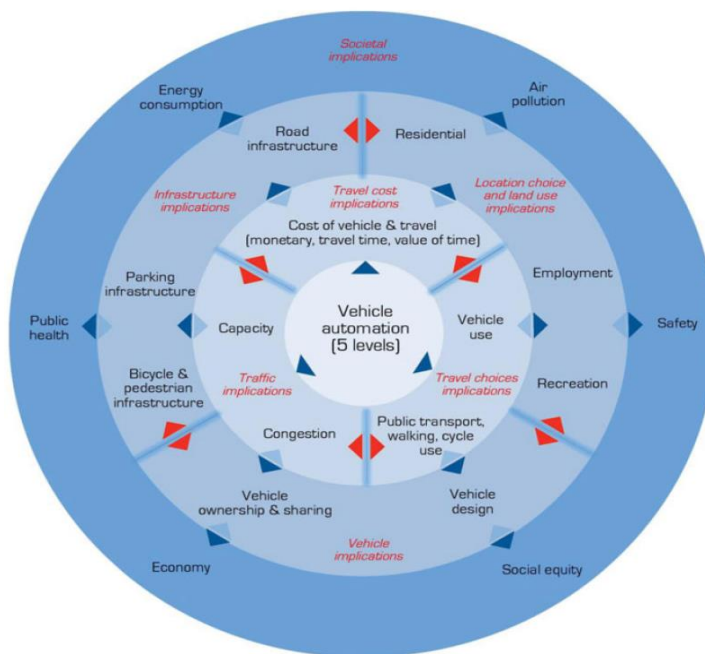 Societal
implications
Energy
consumption
Air
pollution
Road
infrastructure
Residential
Infrastructure
implications
Travel cost
implications
Location choice
and land use
implications
Cost of vehicle & travel
(monetary, travel time, value of time)
Parking
infrastructure
Employment
Public
health
Capacity
Vehicle
automation
(5 levels)
Vehicle
use
Safety
Bicycle &
pedestrian
infrastructure
Traffic
implications
Travel choices
implications
Recreation
Congestion
Public transport,
walking, cycle
use
Vehicle
ownership & sharing
Vehicle
design
Vehicle
implications
Economy
Social equity